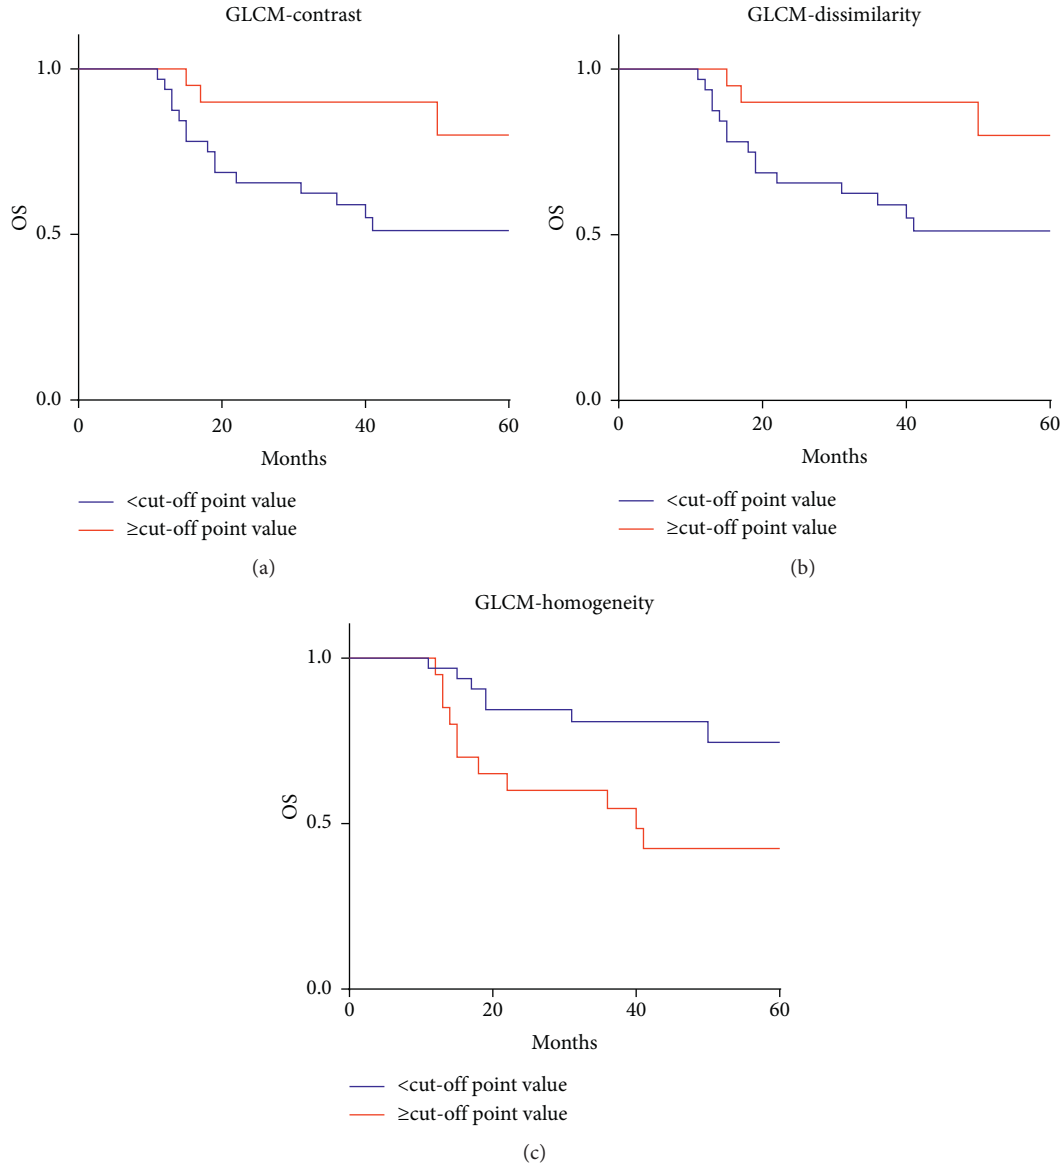 GLCM-contrast
1.0
0.5
0.0
OS
0
20
40
60
Months
<cut-off point value
≥cut-off point value
(a)
GLCM-dissimilarity
1.0
0.5
0.0
OS
0
20
40
60
Months
<cut-off point value
≥cut-off point value
(b)
GLCM-homogeneity
1.0
0.5
0.0
OS
0
20
40
60
Months
<cut-off point value
≥cut-off point value
(c)